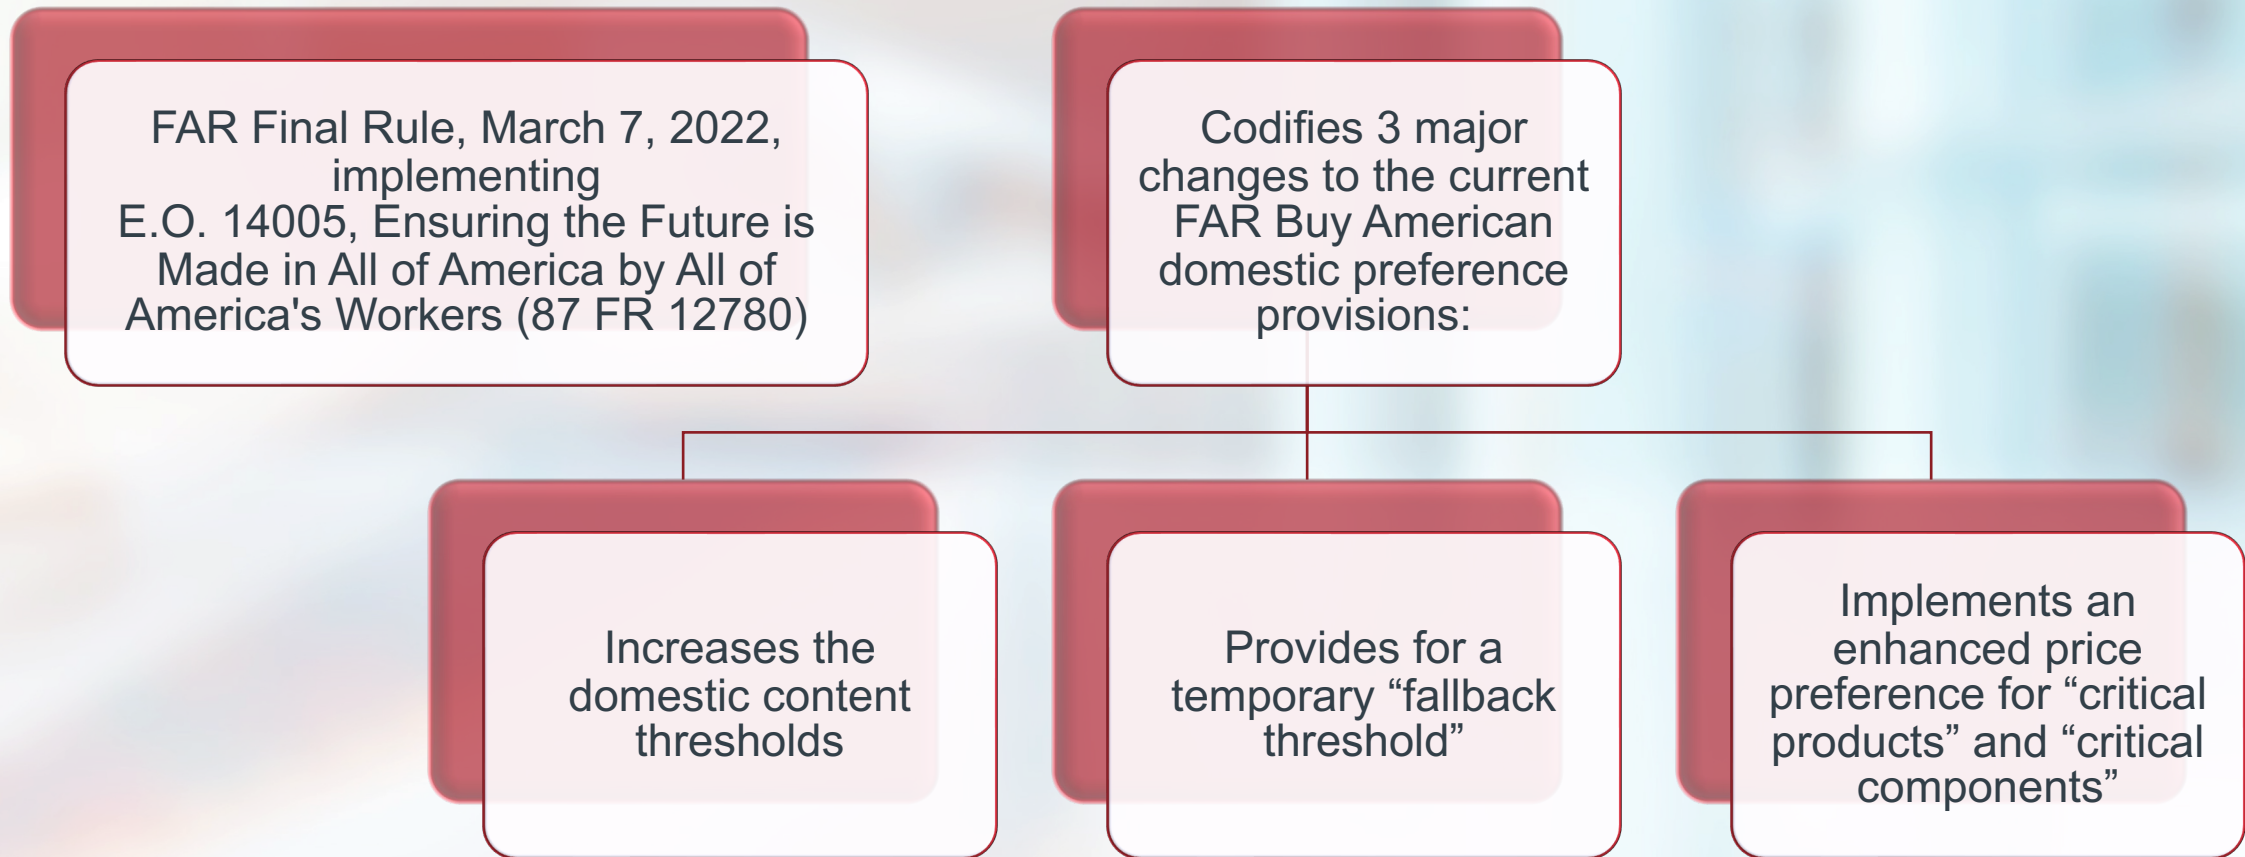 FAR Final Rule, March 7, 2022,
implementing
E.O. 14005, Ensuring the Future is
Made in All of America by All of
America's Workers (87 FR 12780)
Codifies 3 major
changes to the current
FAR Buy American
domestic preference
provisions:
Increases the
domestic content
thresholds
Provides for a
temporary “fallback
threshold”
Implements an
enhanced price
preference for “critical
products” and “critical
components”